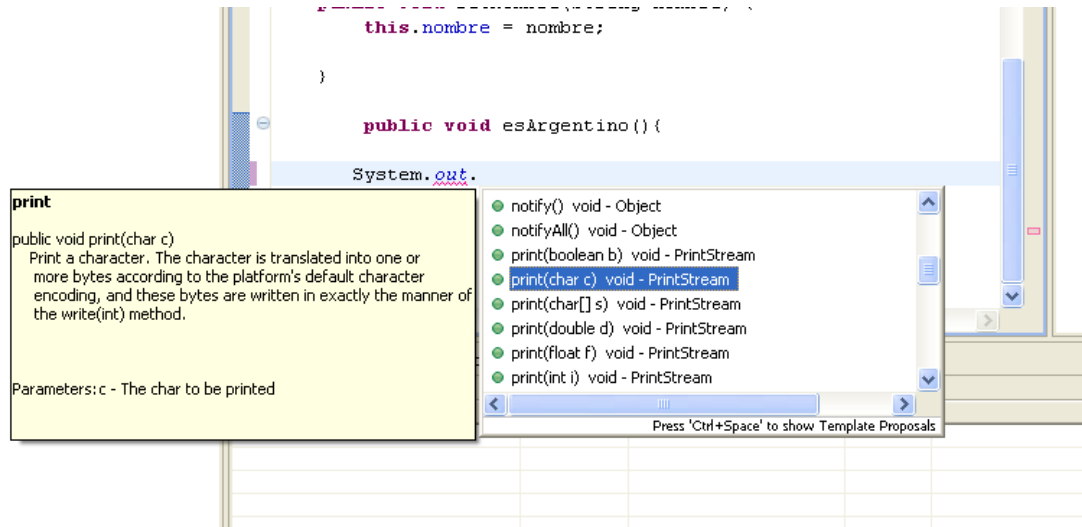 this.nombre = nombre;
}
public void esArgentino(){
System.out.
print
public void print(char c)
Print a character. The character is translated into one or
more bytes according to the platform's default character
encoding, and these bytes are written in exactly the manner of
the write(int) method.
Parameters:c - The char to be printed
notify() void - Object
notifyAll() void - Object
print(boolean b) void - PrintStream
print(char c) void - PrintStream
print(char[] s) void - PrintStream
print(double d) void - PrintStream
print(float f) void - PrintStream
print(int i) void - PrintStream
Press 'Ctrl+Space' to show Template Proposals